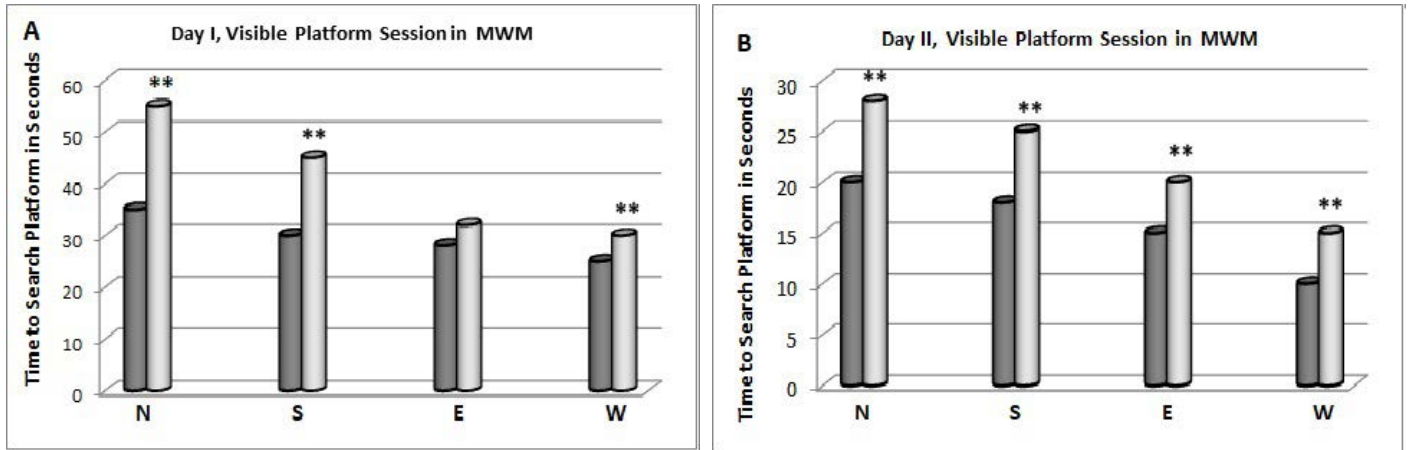 A
Day I, Visible Platform Session in MWM
Time to Search Platform in Seconds
60
50
40
30
20
10
0
**
**
**
N S E W
B
Day II, Visible Platform Session in MWM
Time to Search Platform in Seconds
30
25
20
15
10
5
0
**
**
**
**
N S E W